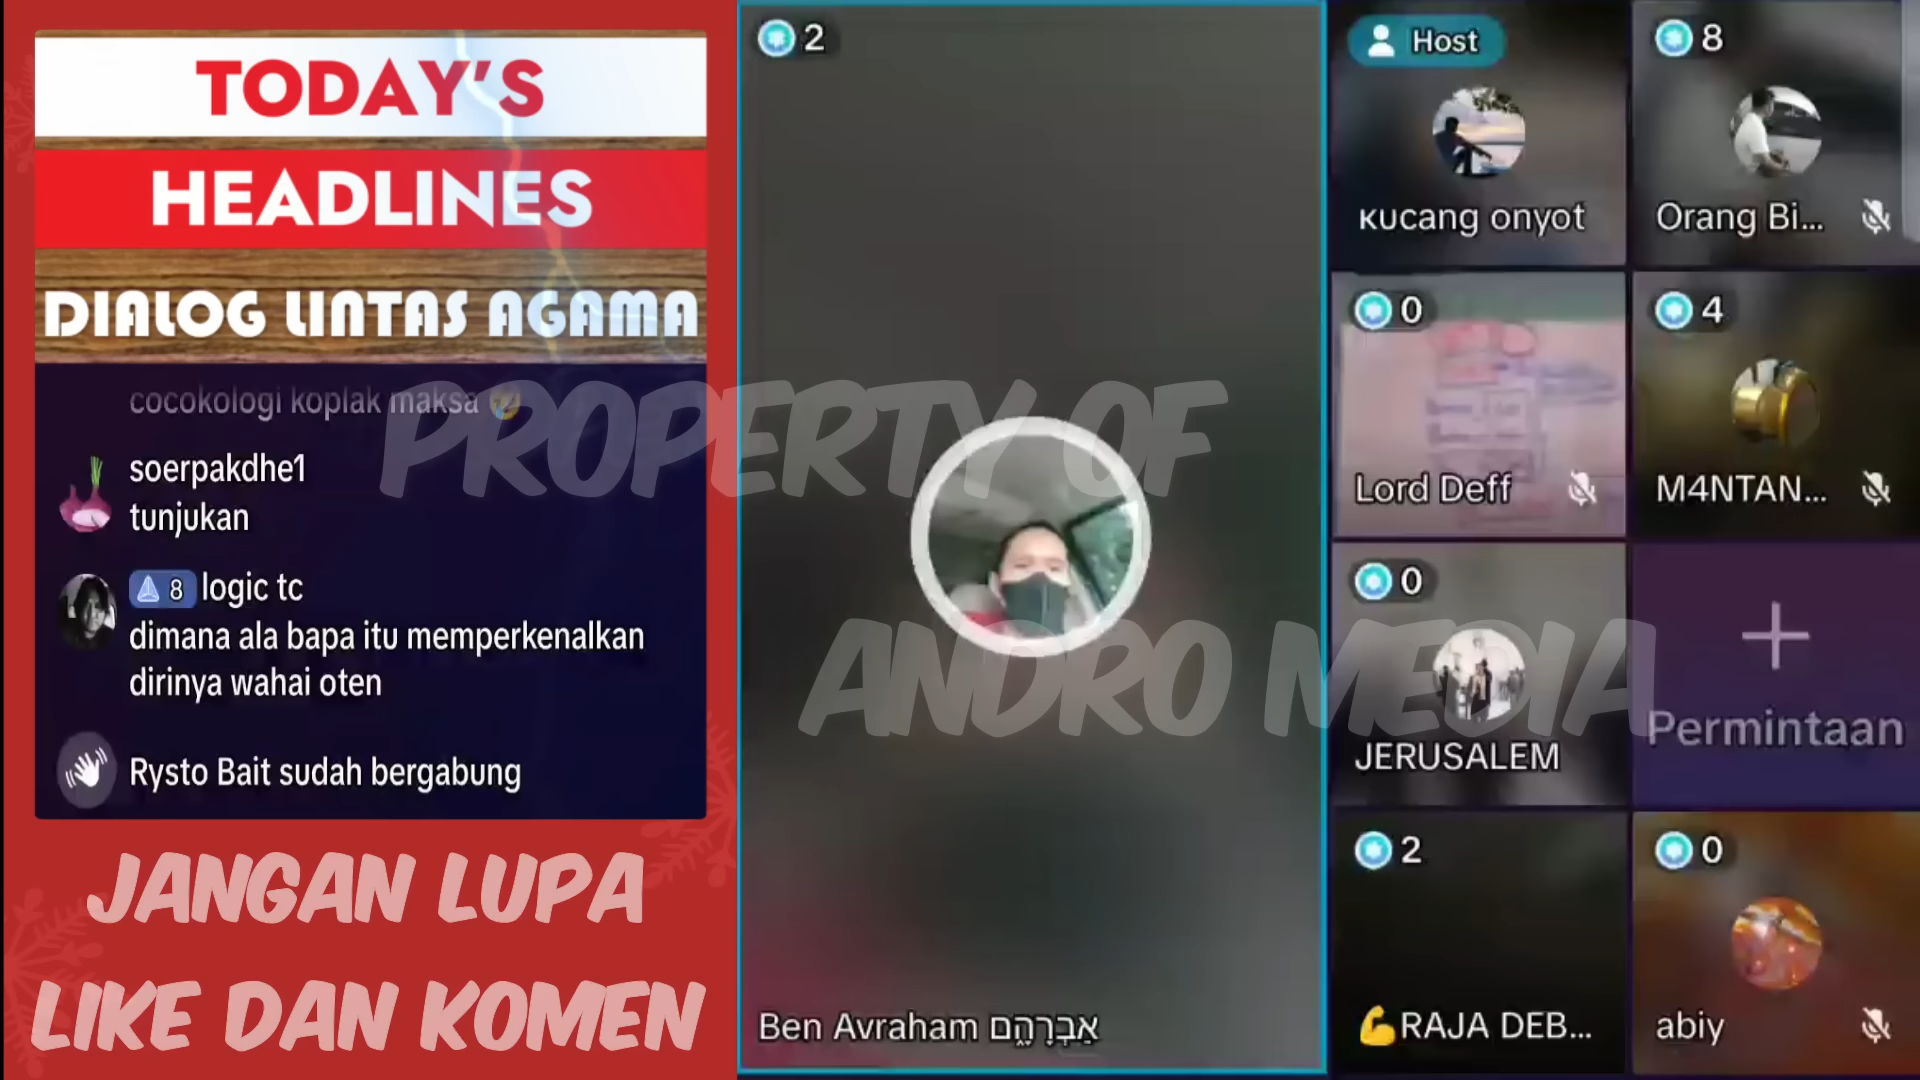 TODAY'S
HEADLINES
DIALOG LINTAS AGAMA
cocokologi koplak maksa 🤣
soerpakdhe1
tunjukan
8 logic tc
dimana ala bapa itu memperkenalkan
dirinya wahai oten
Rysto Bait sudah bergabung
JANGAN LUPA
LIKE DAN KOMEN
PROPERTY OF
ANDRO MEDIA
2
Ben Avraham אַבְרָהָם
Host
кucang onyot
8
Orang Bi...
0
Lord Deff
4
M4NTAN...
0
JERUSALEM
Permintaan
2
💪RAJA DEB...
0
abiy